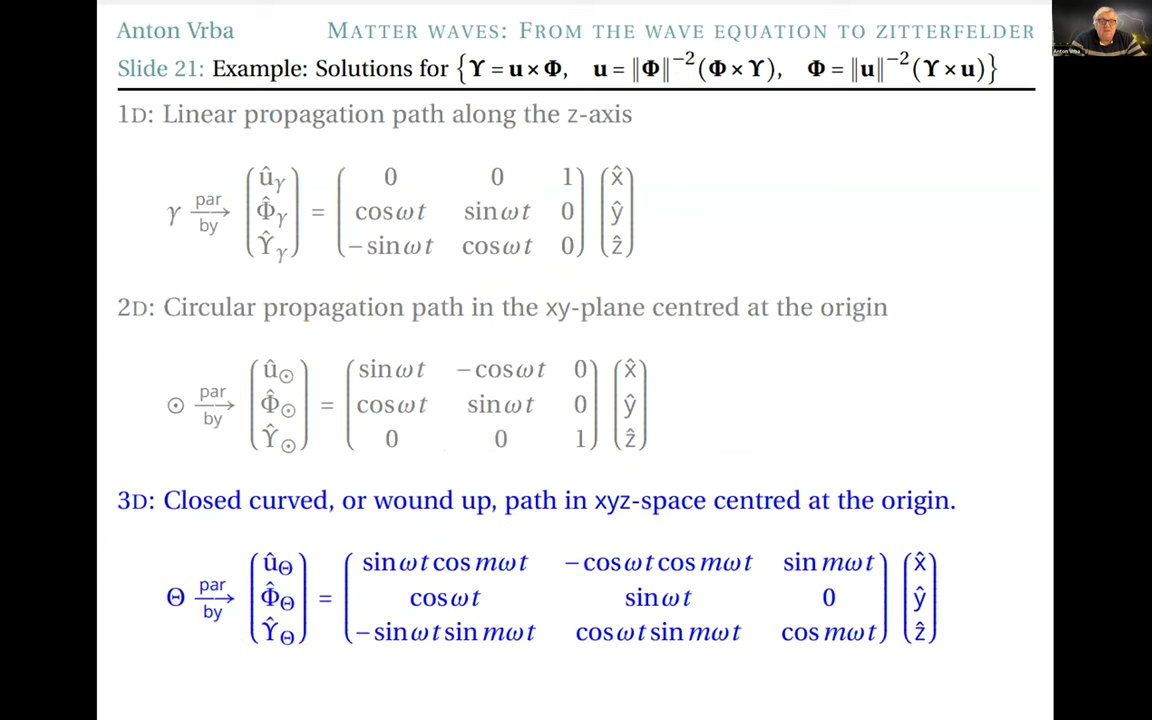 Anton Vrba MATTER WAVES: FROM THE WAVE EQUATION TO ZITTERFELDER
Slide 21: Example: Solutions for {ϒ = u × Φ, u = ‖Φ‖⁻² (Φ × ϒ), Φ = ‖u‖⁻² (ϒ × u)}
Anton Vrba
1D: Linear propagation path along the z-axis
γ par by → (û_γ Φ̂_γ ϒ̂_γ) = (0 0 1; cos ωt sin ωt 0; −sin ωt cos ωt 0) (x̂ ŷ ẑ)
2D: Circular propagation path in the xy-plane centred at the origin
⊙ par by → (û_⊙ Φ̂_⊙ ϒ̂_⊙) = (sin ωt −cos ωt 0; cos ωt sin ωt 0; 0 0 1) (x̂ ŷ ẑ)
3D: Closed curved, or wound up, path in xyz-space centred at the origin.
Θ par by → (û_Θ Φ̂_Θ ϒ̂_Θ) = (sin ωt cos mωt −cos ωt cos mωt sin mωt; cos ωt sin ωt 0; −sin ωt sin mωt cos ωt sin mωt cos mωt) (x̂ ŷ ẑ)